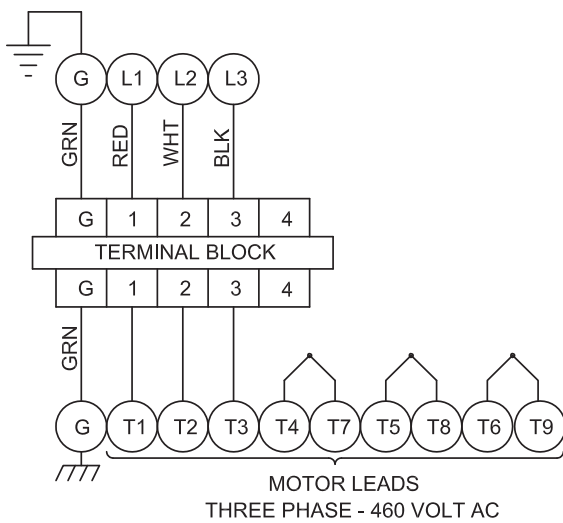 G L1 L2 L3
GRN RED WHT BLK
G 1 2 3 4
TERMINAL BLOCK
G 1 2 3 4
GRN
G T1 T2 T3 T4 T7 T5 T8 T6 T9
MOTOR LEADS
THREE PHASE - 460 VOLT AC